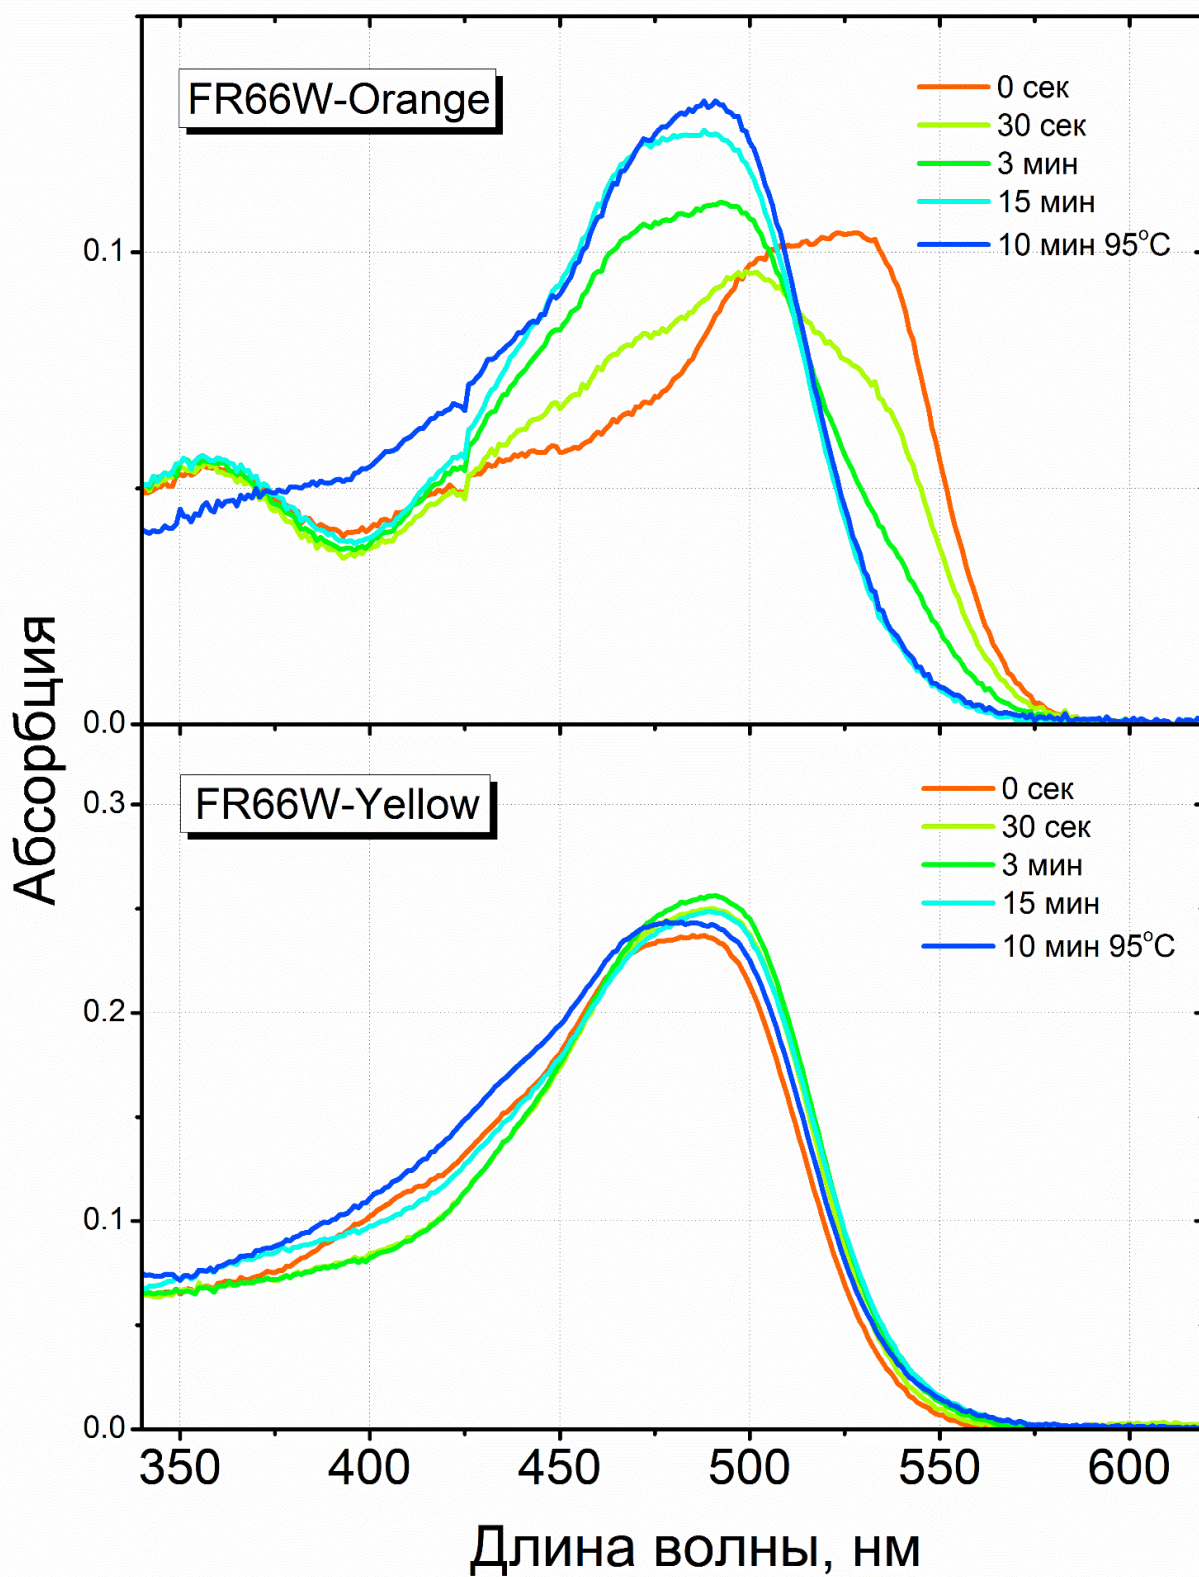 FR66W-Orange
0 сек
30 сек
3 мин
15 мин
10 мин 95°C
0.1
0.0
Абсорбция
FR66W-Yellow
0 сек
30 сек
3 мин
15 мин
10 мин 95°C
0.3
0.2
0.1
0.0
350 400 450 500 550 600
Длина волны, нм